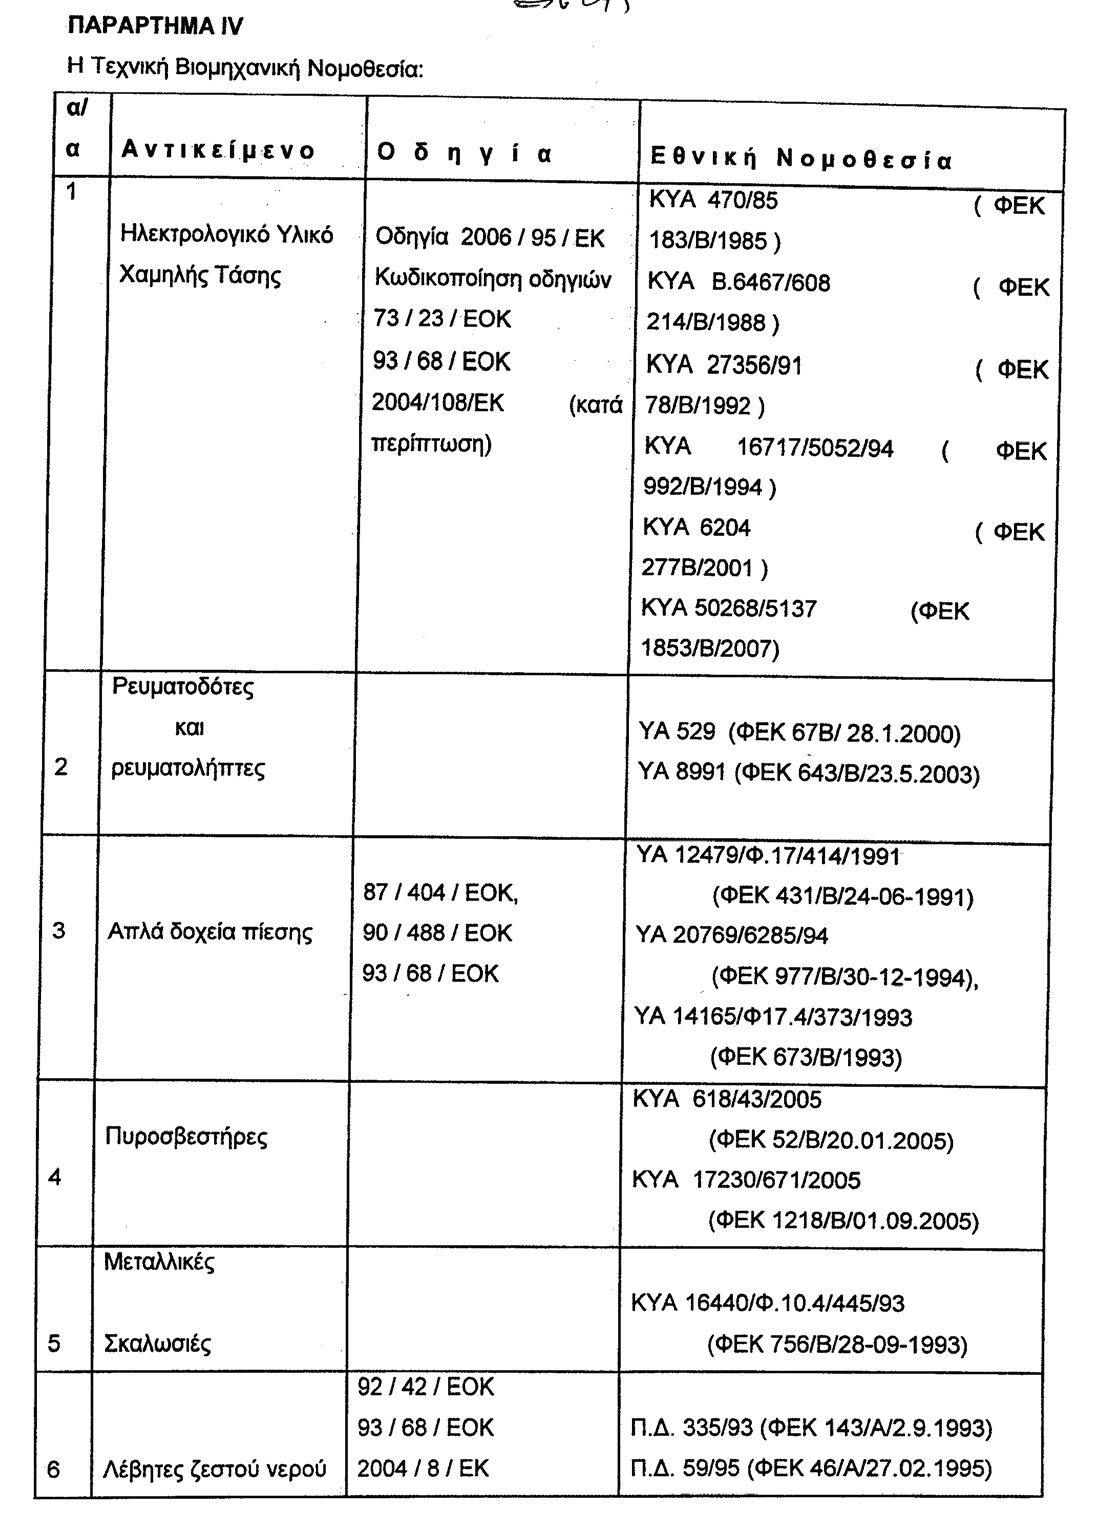 ΠΑΡΑΡΤΗΜΑ IV
Η Τεχνική Βιομηχανική Νομοθεσία:
α/
α Αντικείμενο Οδηγία Εθνική Νομοθεσία
1
Ηλεκτρολογικό Υλικό
Χαμηλής Τάσης
Οδηγία 2006 / 95 / ΕΚ
Κωδικοποίηση οδηγιών
73 / 23 / ΕΟΚ
93 / 68 / ΕΟΚ
2004/108/ΕΚ (κατά
περίπτωση)
ΚΥΑ 470/85 ( ΦΕΚ
183/Β/1985 )
ΚΥΑ Β.6467/608 ( ΦΕΚ
214/Β/1988 )
ΚΥΑ 27356/91 ( ΦΕΚ
78/Β/1992 )
ΚΥΑ 16717/5052/94 ( ΦΕΚ
992/Β/1994 )
ΚΥΑ 6204 ( ΦΕΚ
277Β/2001 )
ΚΥΑ 50268/5137 (ΦΕΚ
1853/Β/2007)
2
Ρευματοδότες
και
ρευματολήπτες
ΥΑ 529 (ΦΕΚ 67Β/ 28.1.2000)
ΥΑ 8991 (ΦΕΚ 643/Β/23.5.2003)
3
Απλά δοχεία πίεσης
87 / 404 / ΕΟΚ,
90 / 488 / ΕΟΚ
93 / 68 / ΕΟΚ
ΥΑ 12479/Φ.17/414/1991
(ΦΕΚ 431/Β/24-06-1991)
ΥΑ 20769/6285/94
(ΦΕΚ 977/Β/30-12-1994),
ΥΑ 14165/Φ17.4/373/1993
(ΦΕΚ 673/Β/1993)
4
Πυροσβεστήρες
ΚΥΑ 618/43/2005
(ΦΕΚ 52/Β/20.01.2005)
ΚΥΑ 17230/671/2005
(ΦΕΚ 1218/Β/01.09.2005)
5
Μεταλλικές
Σκαλωσιές
ΚΥΑ 16440/Φ.10.4/445/93
(ΦΕΚ 756/Β/28-09-1993)
6
Λέβητες ζεστού νερού
92 / 42 / ΕΟΚ
93 / 68 / ΕΟΚ
2004 / 8 / ΕΚ
Π.Δ. 335/93 (ΦΕΚ 143/Α/2.9.1993)
Π.Δ. 59/95 (ΦΕΚ 46/Α/27.02.1995)